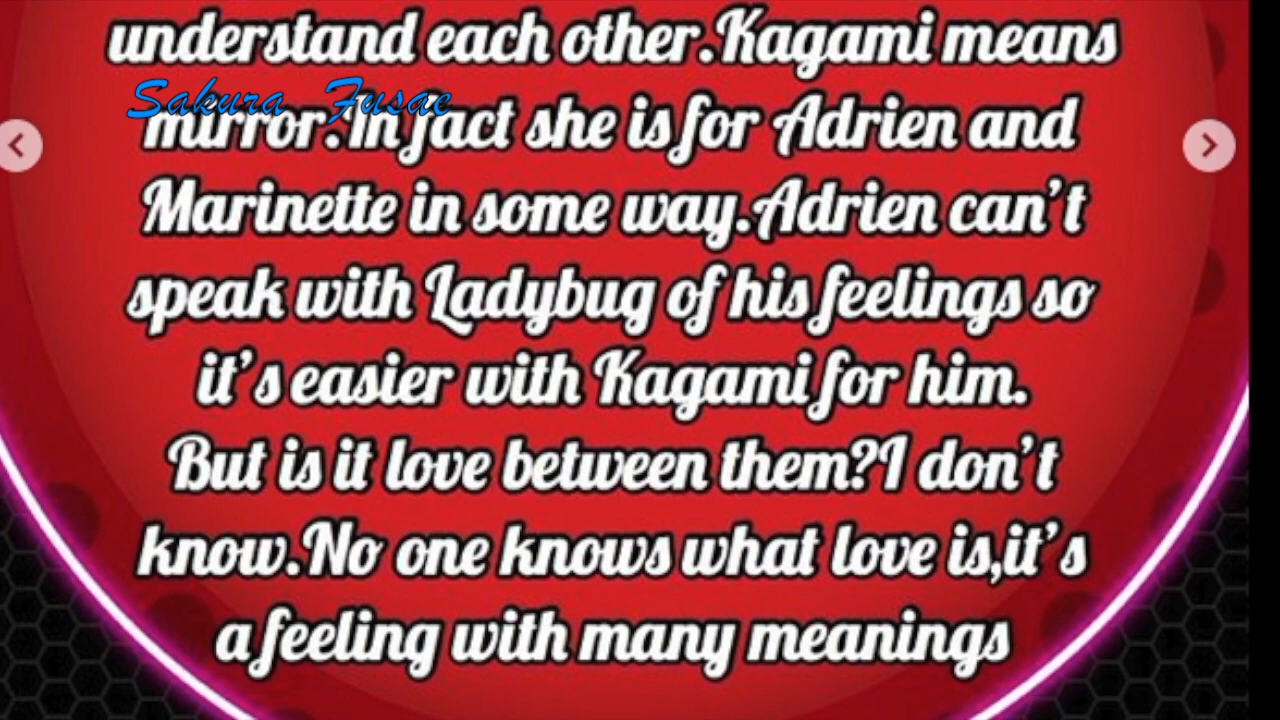 understand each other.Kagami means
Sakura Fusae
mirror.In fact she is for Adrien and
Marinette in some way.Adrien can't
speak with Ladybug of his feelings so
it's easier with Kagami for him.
But is it love between them?I don't
know.No one knows what love is,it's
a feeling with many meanings